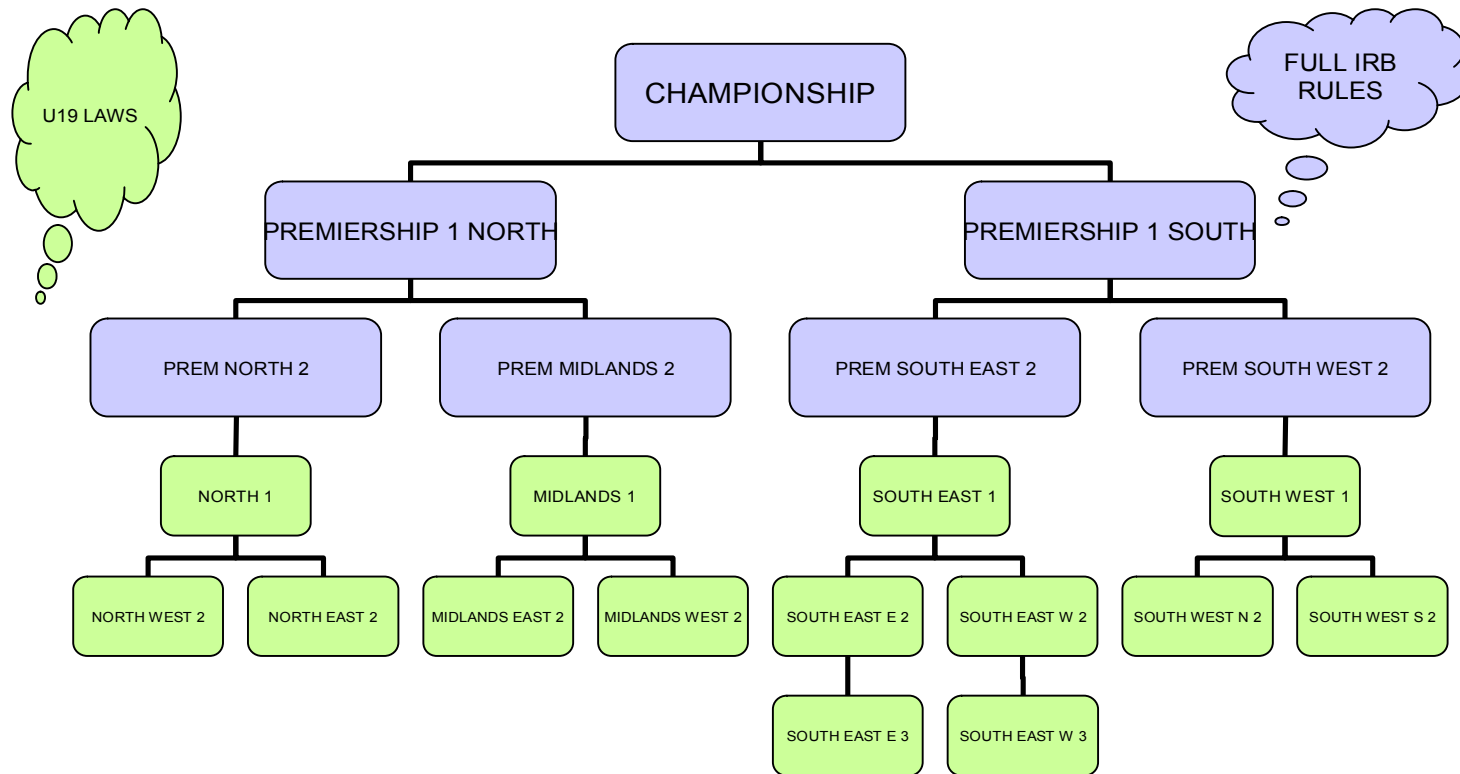 U19 LAWS
CHAMPIONSHIP
FULL IRB
RULES
PREMIERSHIP 1 NORTH
PREMIERSHIP 1 SOUTH
PREM NORTH 2
PREM MIDLANDS 2
PREM SOUTH EAST 2
PREM SOUTH WEST 2
NORTH 1
MIDLANDS 1
SOUTH EAST 1
SOUTH WEST 1
NORTH WEST 2
NORTH EAST 2
MIDLANDS EAST 2
MIDLANDS WEST 2
SOUTH EAST E 2
SOUTH EAST W 2
SOUTH WEST N 2
SOUTH WEST S 2
SOUTH EAST E 3
SOUTH EAST W 3